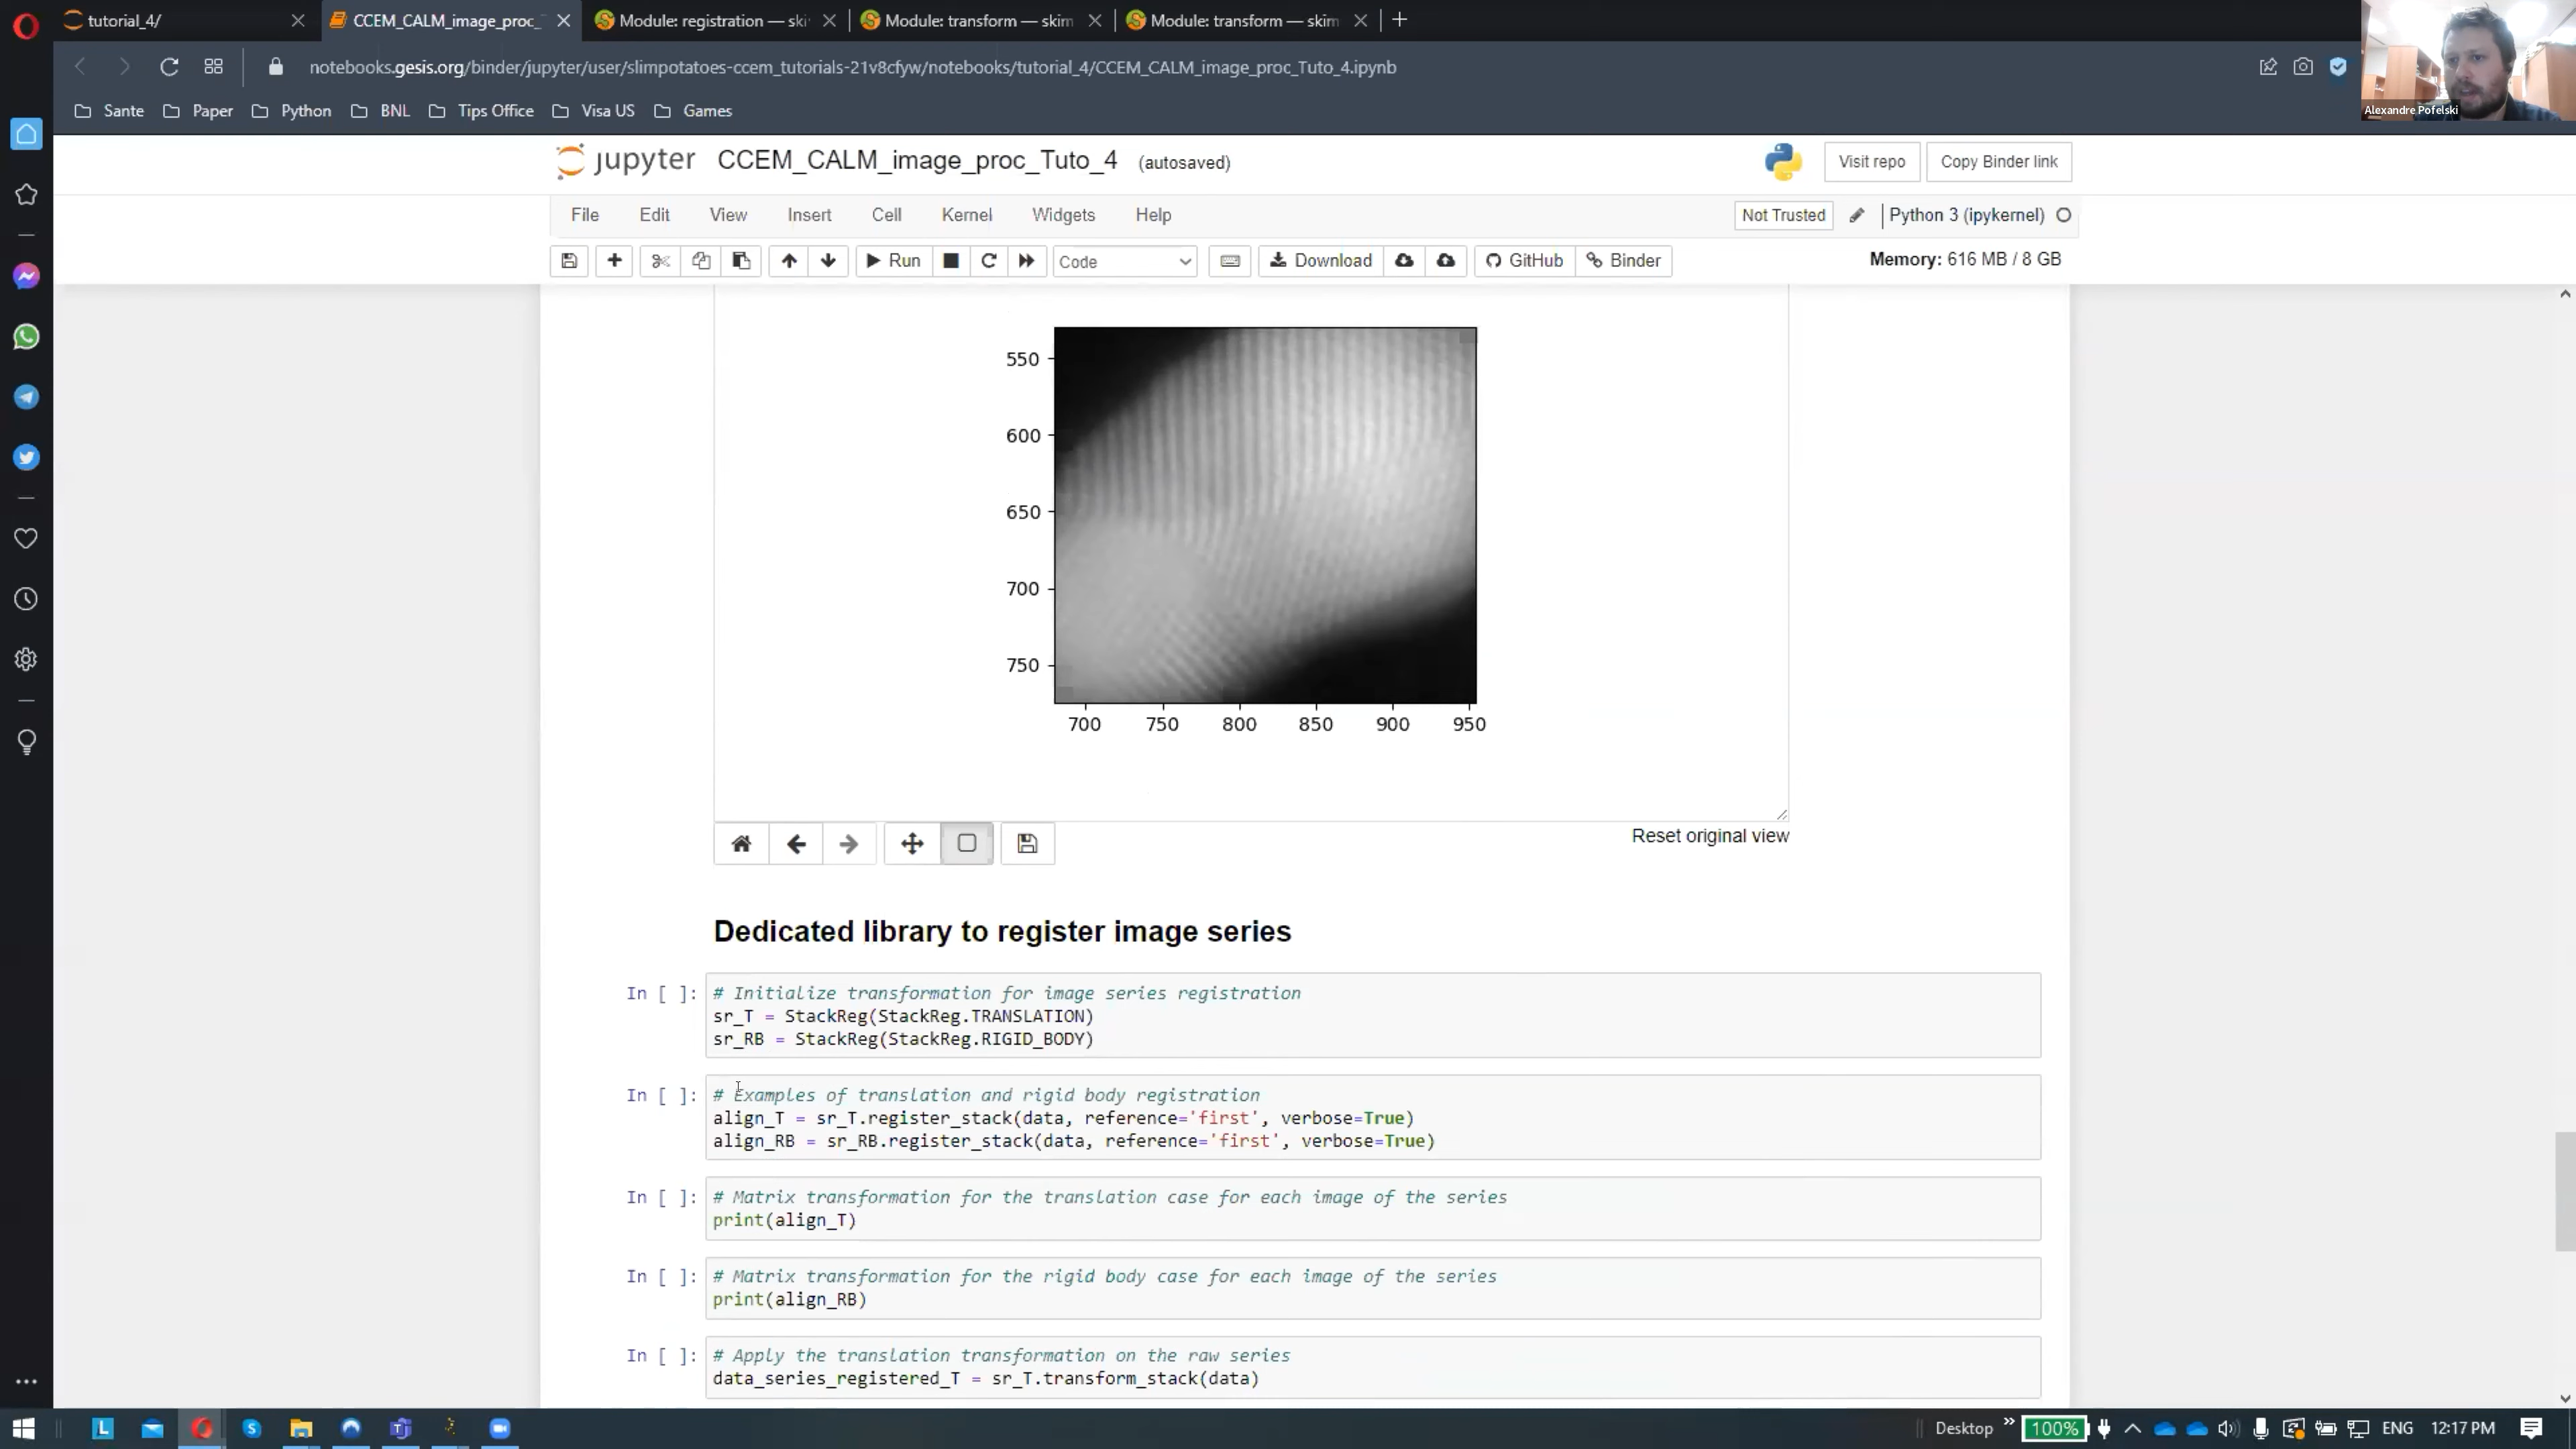 tutorial_4/
CCEM_CALM_image_proc_
Module: registration — ski
Module: transform — skim
Module: transform — skim
notebooks.gesis.org/binder/jupyter/user/slimpotatoes-ccem_tutorials-21v8cfyw/notebooks/tutorial_4/CCEM_CALM_image_proc_Tuto_4.ipynb
Sante
Paper
Python
BNL
Tips Office
Visa US
Games
Alexandre Pofelski
jupyter CCEM_CALM_image_proc_Tuto_4 (autosaved)
Visit repo
Copy Binder link
File
Edit
View
Insert
Cell
Kernel
Widgets
Help
Not Trusted
Python 3 (ipykernel)
Run
Code
Download
GitHub
Binder
Memory: 616 MB / 8 GB
550
600
650
700
750
700 750 800 850 900 950
Reset original view
Dedicated library to register image series
In [ ]:
# Initialize transformation for image series registration
sr_T = StackReg(StackReg.TRANSLATION)
sr_RB = StackReg(StackReg.RIGID_BODY)
In [ ]:
# Examples of translation and rigid body registration
align_T = sr_T.register_stack(data, reference='first', verbose=True)
align_RB = sr_RB.register_stack(data, reference='first', verbose=True)
In [ ]:
# Matrix transformation for the translation case for each image of the series
print(align_T)
In [ ]:
# Matrix transformation for the rigid body case for each image of the series
print(align_RB)
In [ ]:
# Apply the translation transformation on the raw series
data_series_registered_T = sr_T.transform_stack(data)
Desktop
100%
ENG
12:17 PM